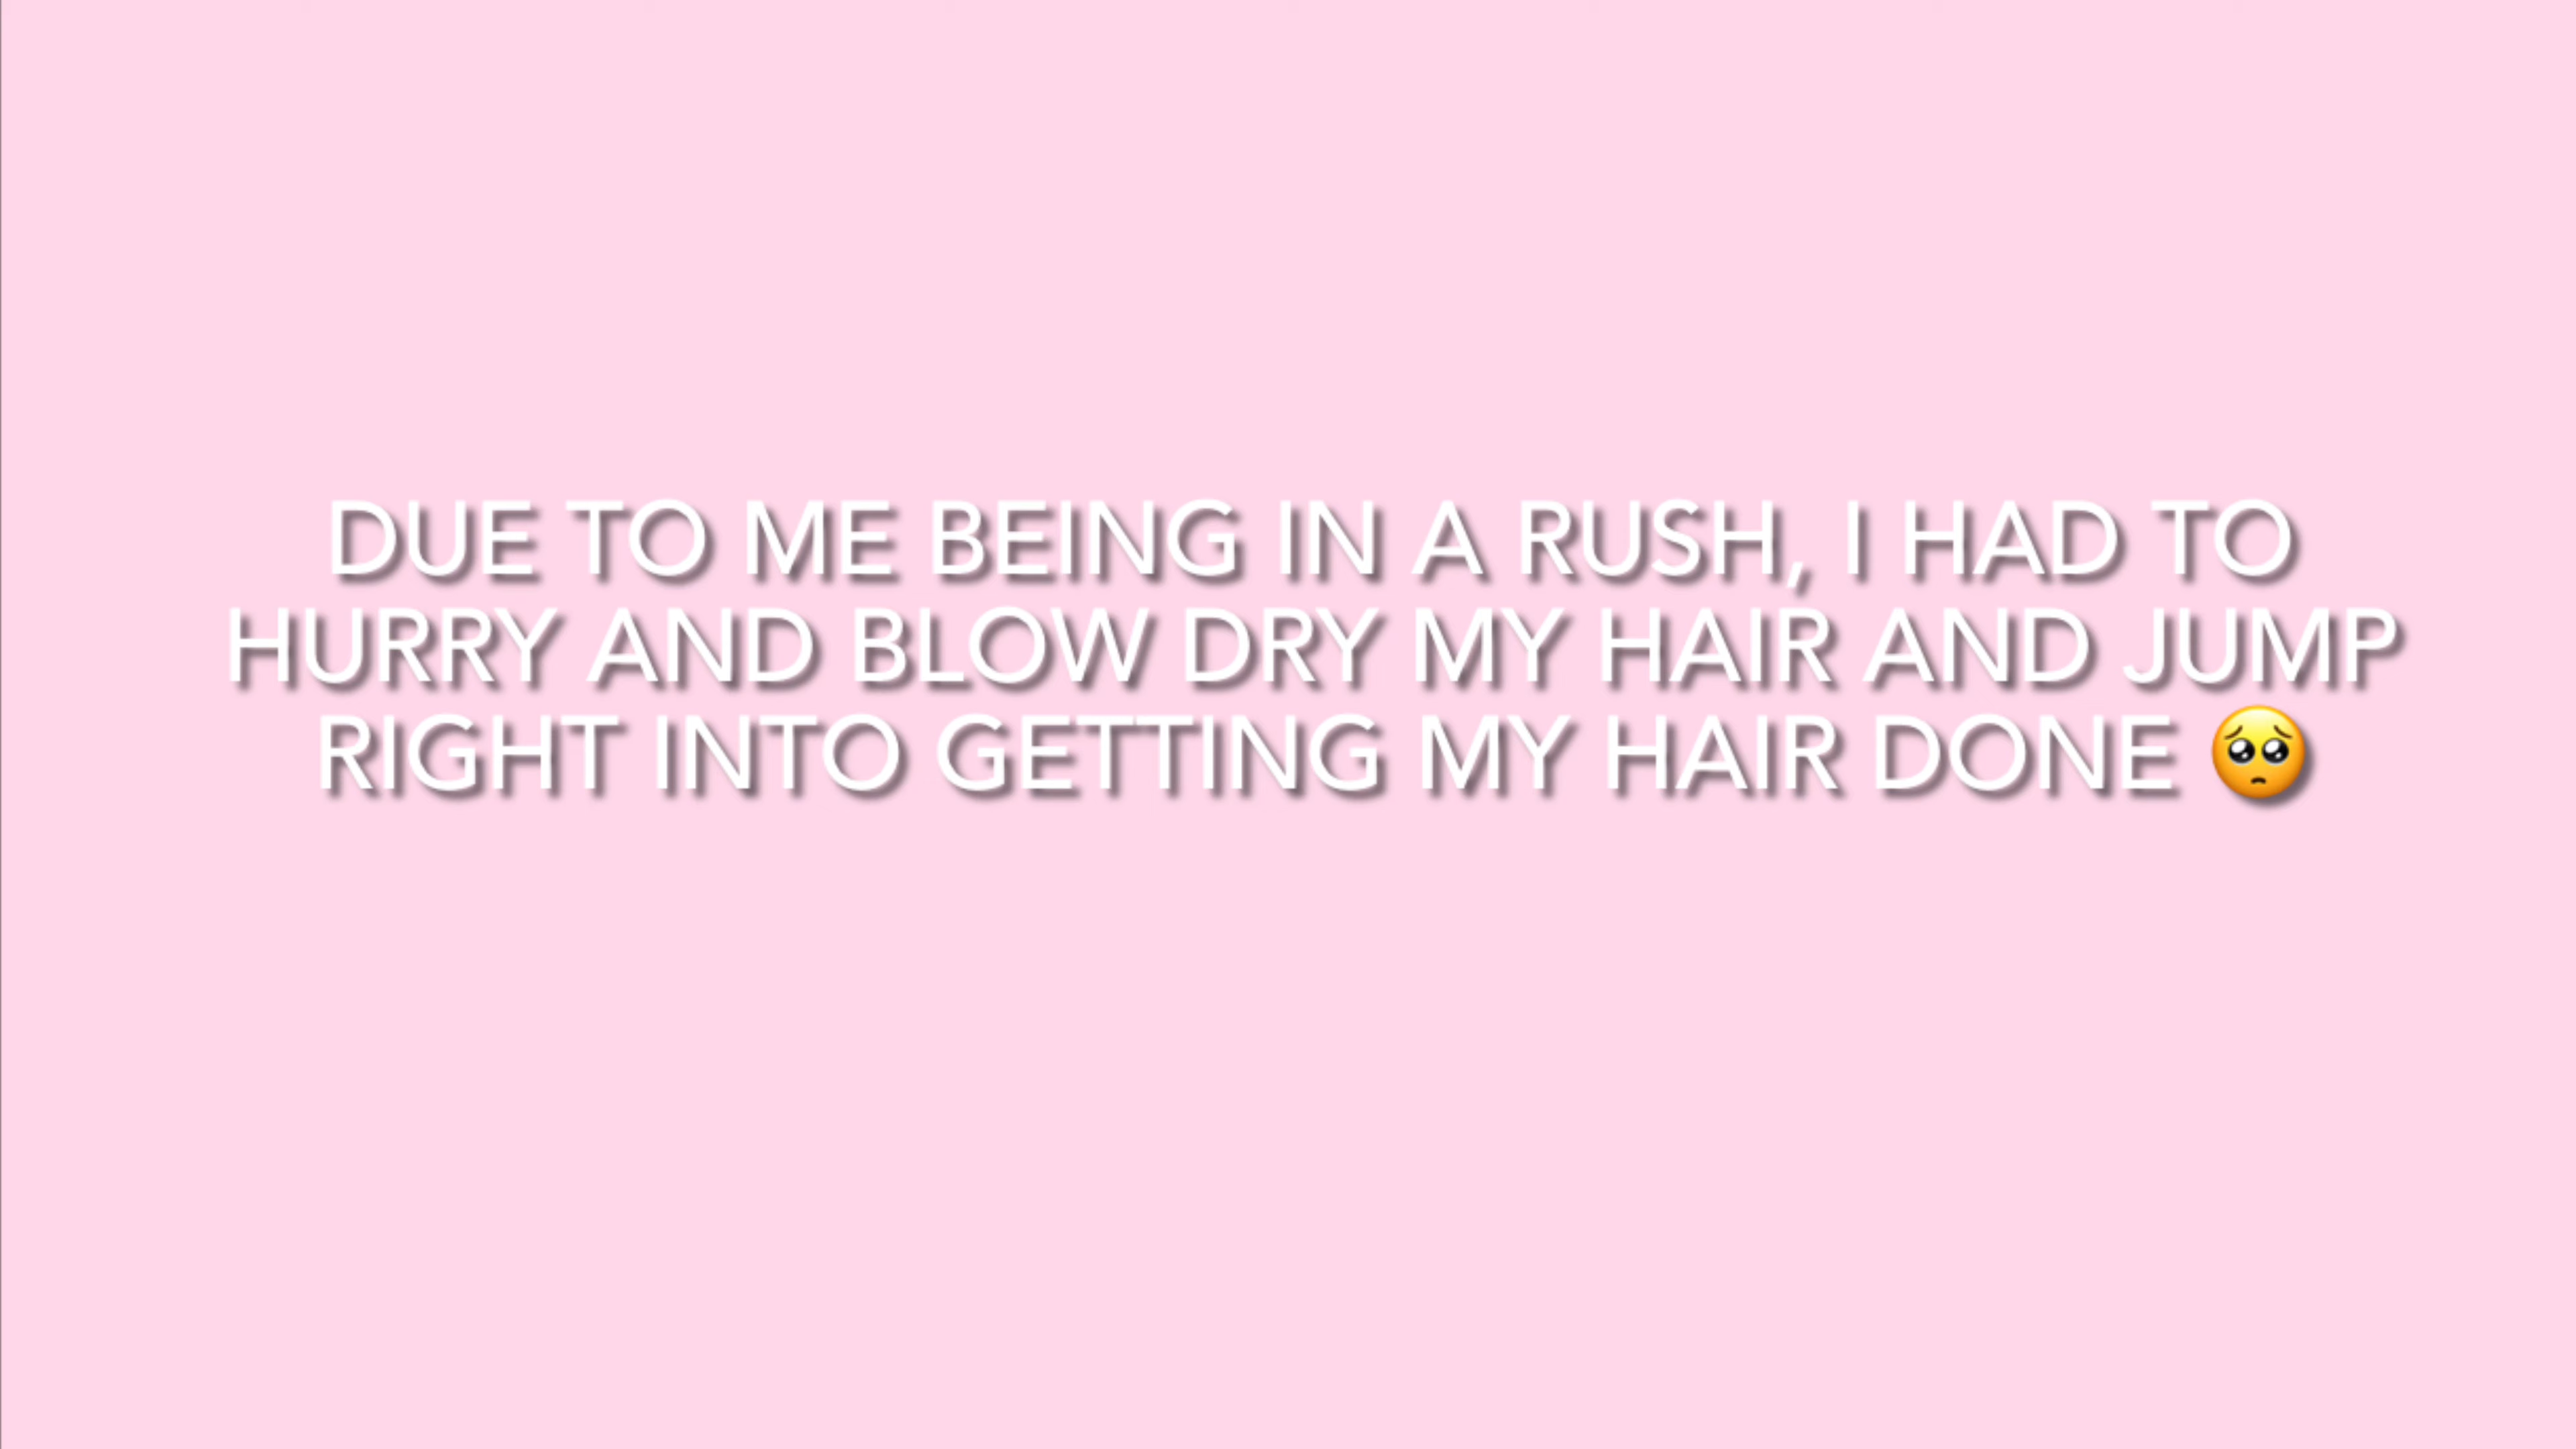 DUE TO ME BEING IN A RUSH, I HAD TO
HURRY AND BLOW DRY MY HAIR AND JUMP
RIGHT INTO GETTING MY HAIR DONE 🥺